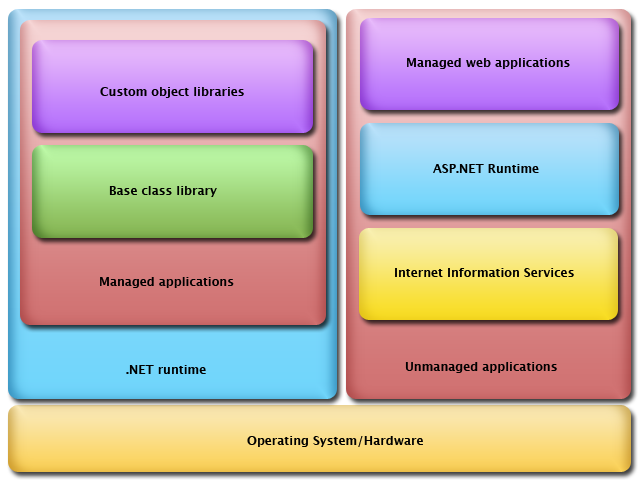 Custom object libraries
Base class library
Managed applications
.NET runtime
Managed web applications
ASP.NET Runtime
Internet Information Services
Unmanaged applications
Operating System/Hardware